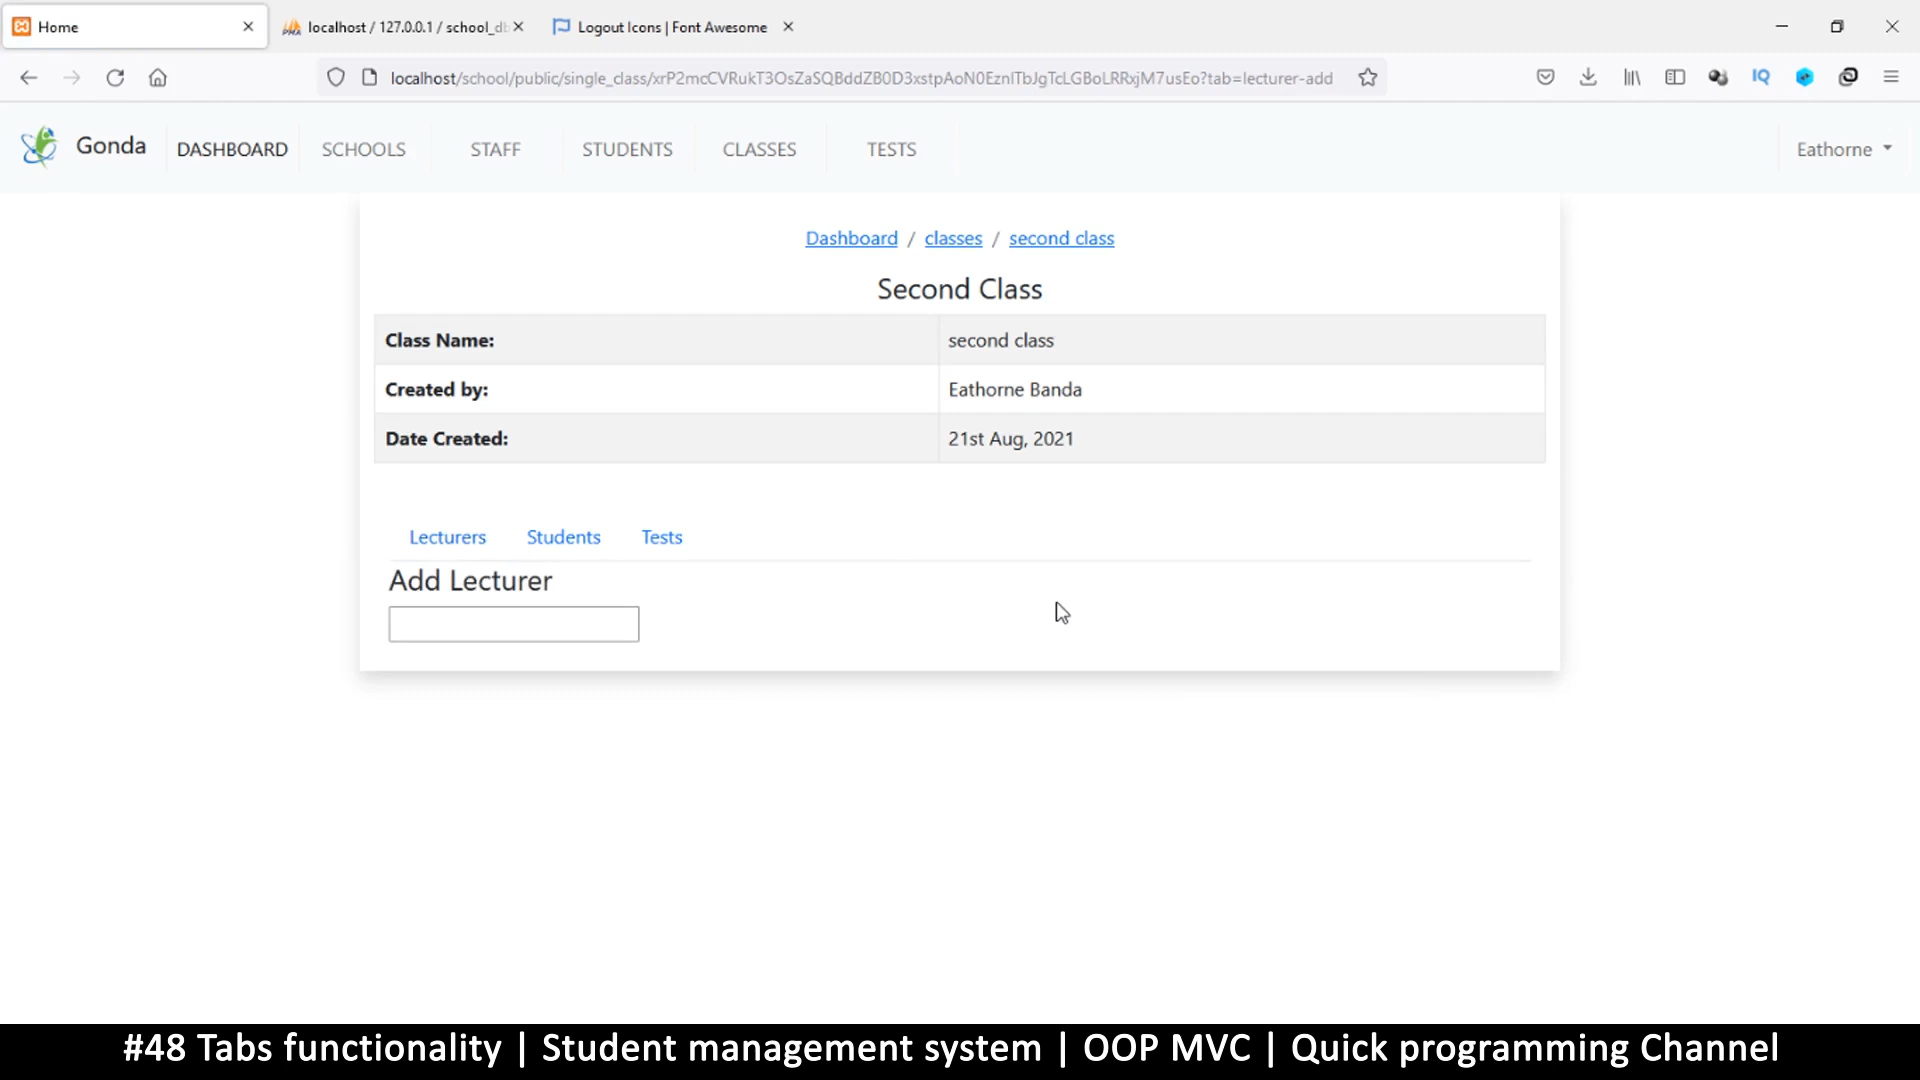 Home
localhost / 127.0.0.1 / school_db
Logout Icons | Font Awesome
localhost/school/public/single_class/xrP2mcCVRukT3OsZaSQBddZB0D3xstpAoN0EznITbJgTcLGBoLRRxjM7usEo?tab=lecturer-add
IQ
Gonda
DASHBOARD
SCHOOLS
STAFF
STUDENTS
CLASSES
TESTS
Eathorne
Dashboard / classes / second class
Second Class
Class Name: second class
Created by: Eathorne Banda
Date Created: 21st Aug, 2021
Lecturers
Students
Tests
Add Lecturer
#48 Tabs functionality | Student management system | OOP MVC | Quick programming Channel